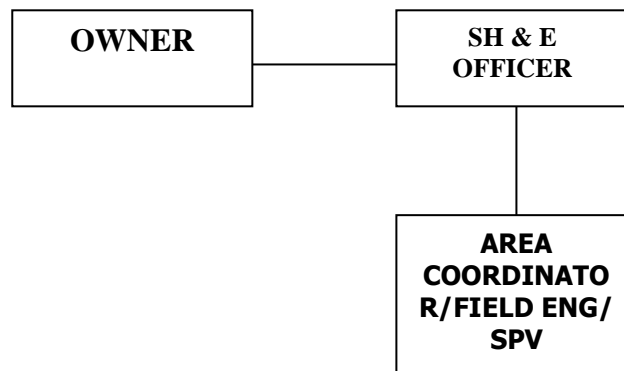 OWNER
SH & E
OFFICER
AREA
COORDINATO
R/FIELD ENG/
SPV